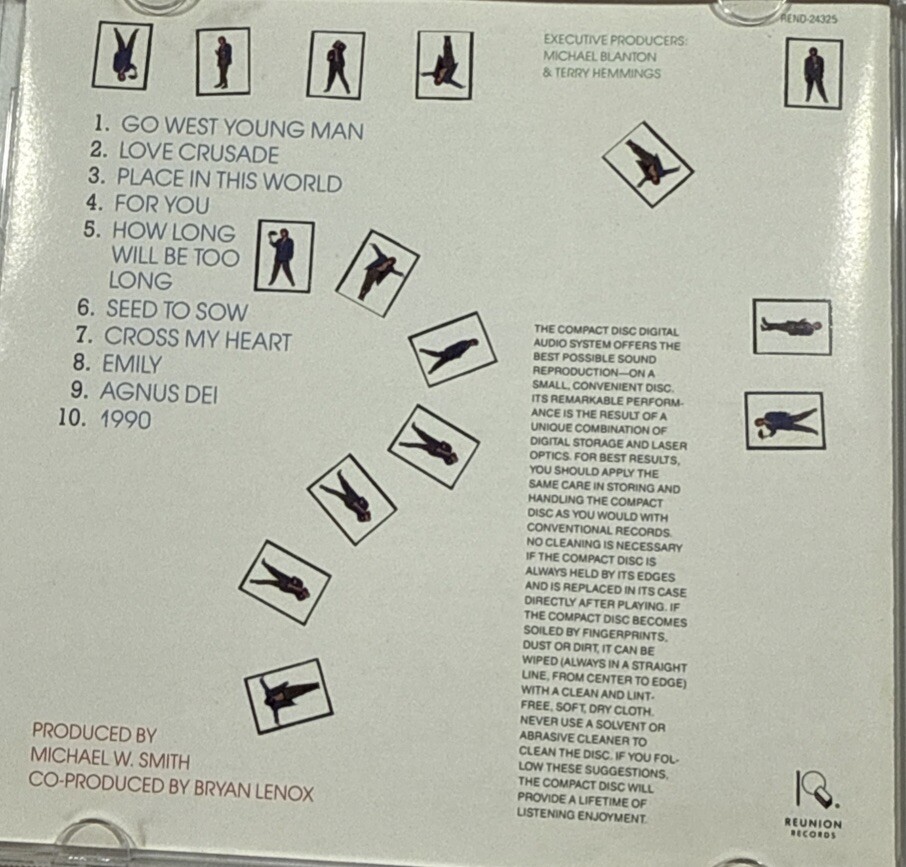 REND-24325
EXECUTIVE PRODUCERS:
MICHAEL BLANTON
& TERRY HEMMINGS
1. GO WEST YOUNG MAN
2. LOVE CRUSADE
3. PLACE IN THIS WORLD
4. FOR YOU
5. HOW LONG
WILL BE TOO
LONG
6. SEED TO SOW
7. CROSS MY HEART
8. EMILY
9. AGNUS DEI
10. 1990
THE COMPACT DISC DIGITAL
AUDIO SYSTEM OFFERS THE
BEST POSSIBLE SOUND
REPRODUCTION—ON A
SMALL, CONVENIENT DISC.
ITS REMARKABLE PERFORM-
ANCE IS THE RESULT OF A
UNIQUE COMBINATION OF
DIGITAL STORAGE AND LASER
OPTICS. FOR BEST RESULTS,
YOU SHOULD APPLY THE
SAME CARE IN STORING AND
HANDLING THE COMPACT
DISC AS YOU WOULD WITH
CONVENTIONAL RECORDS.
NO CLEANING IS NECESSARY
IF THE COMPACT DISC IS
ALWAYS HELD BY ITS EDGES
AND IS REPLACED IN ITS CASE
DIRECTLY AFTER PLAYING. IF
THE COMPACT DISC BECOMES
SOILED BY FINGERPRINTS,
DUST OR DIRT, IT CAN BE
WIPED (ALWAYS IN A STRAIGHT
LINE, FROM CENTER TO EDGE)
WITH A CLEAN AND LINT-
FREE, SOFT, DRY CLOTH.
NEVER USE A SOLVENT OR
ABRASIVE CLEANER TO
CLEAN THE DISC. IF YOU FOL-
LOW THESE SUGGESTIONS,
THE COMPACT DISC WILL
PROVIDE A LIFETIME OF
LISTENING ENJOYMENT.
PRODUCED BY
MICHAEL W. SMITH
CO-PRODUCED BY BRYAN LENOX
REUNION
RECORDS